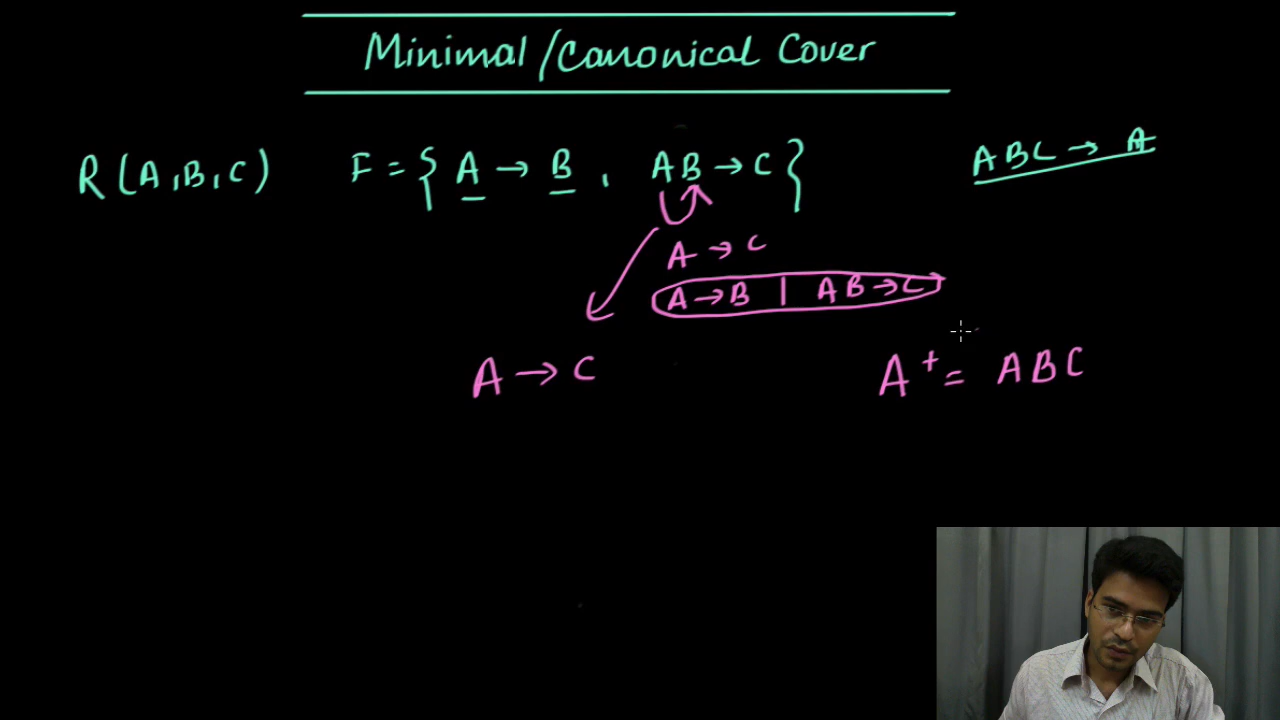 Minimal/Canonical Cover
R(A,B,C) F = { A → B , AB → C } ABC → A
A → C
A → B | AB → C
A → C A⁺ = ABC